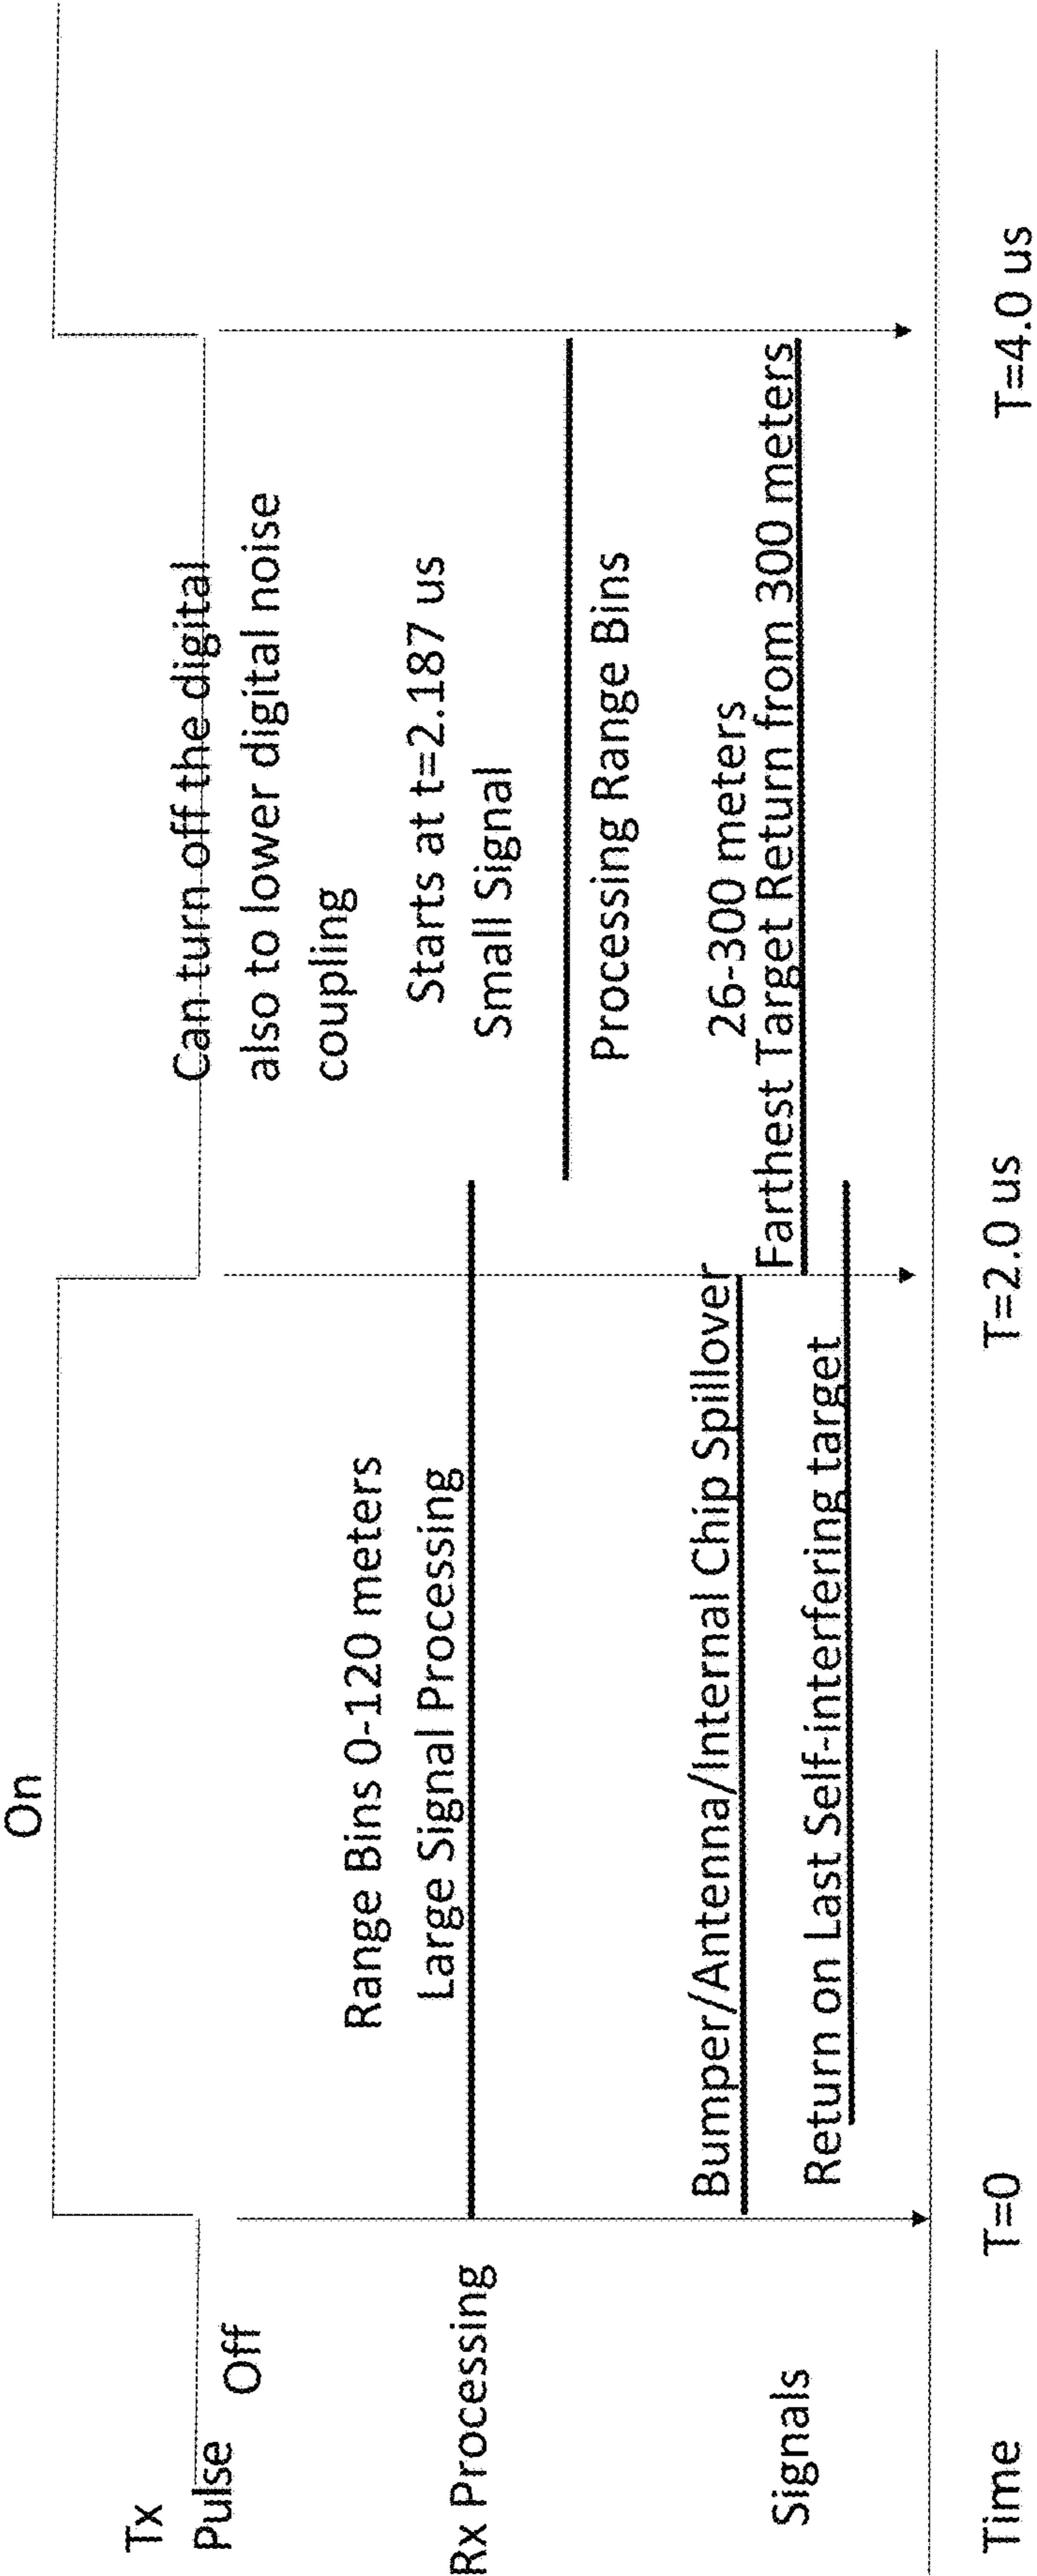 On
Tx
Pulse
Off
Can turn off the digital
also to lower digital noise
coupling
Range Bins 0-120 meters
Large Signal Processing
Rx Processing
Starts at t=2.187 us
Small Signal
Processing Range Bins
26-300 meters
Bumper/Antenna/Internal Chip Spillover
Farthest Target Return from 300 meters
Signals
Return on Last Self-interfering target
Time
T=0
T=2.0 us
T=4.0 us